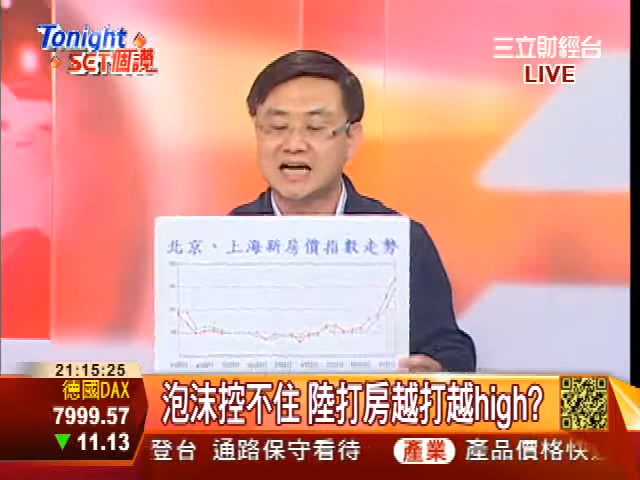 Tonight
SET個讚
三立財經台
LIVE
北京、上海新房價指數走勢
21:15:25
德國DAX
7999.57
▼ 11.13
泡沫控不住 陸打房越打越high?
登台 通路保守看待 產業 產品價格快